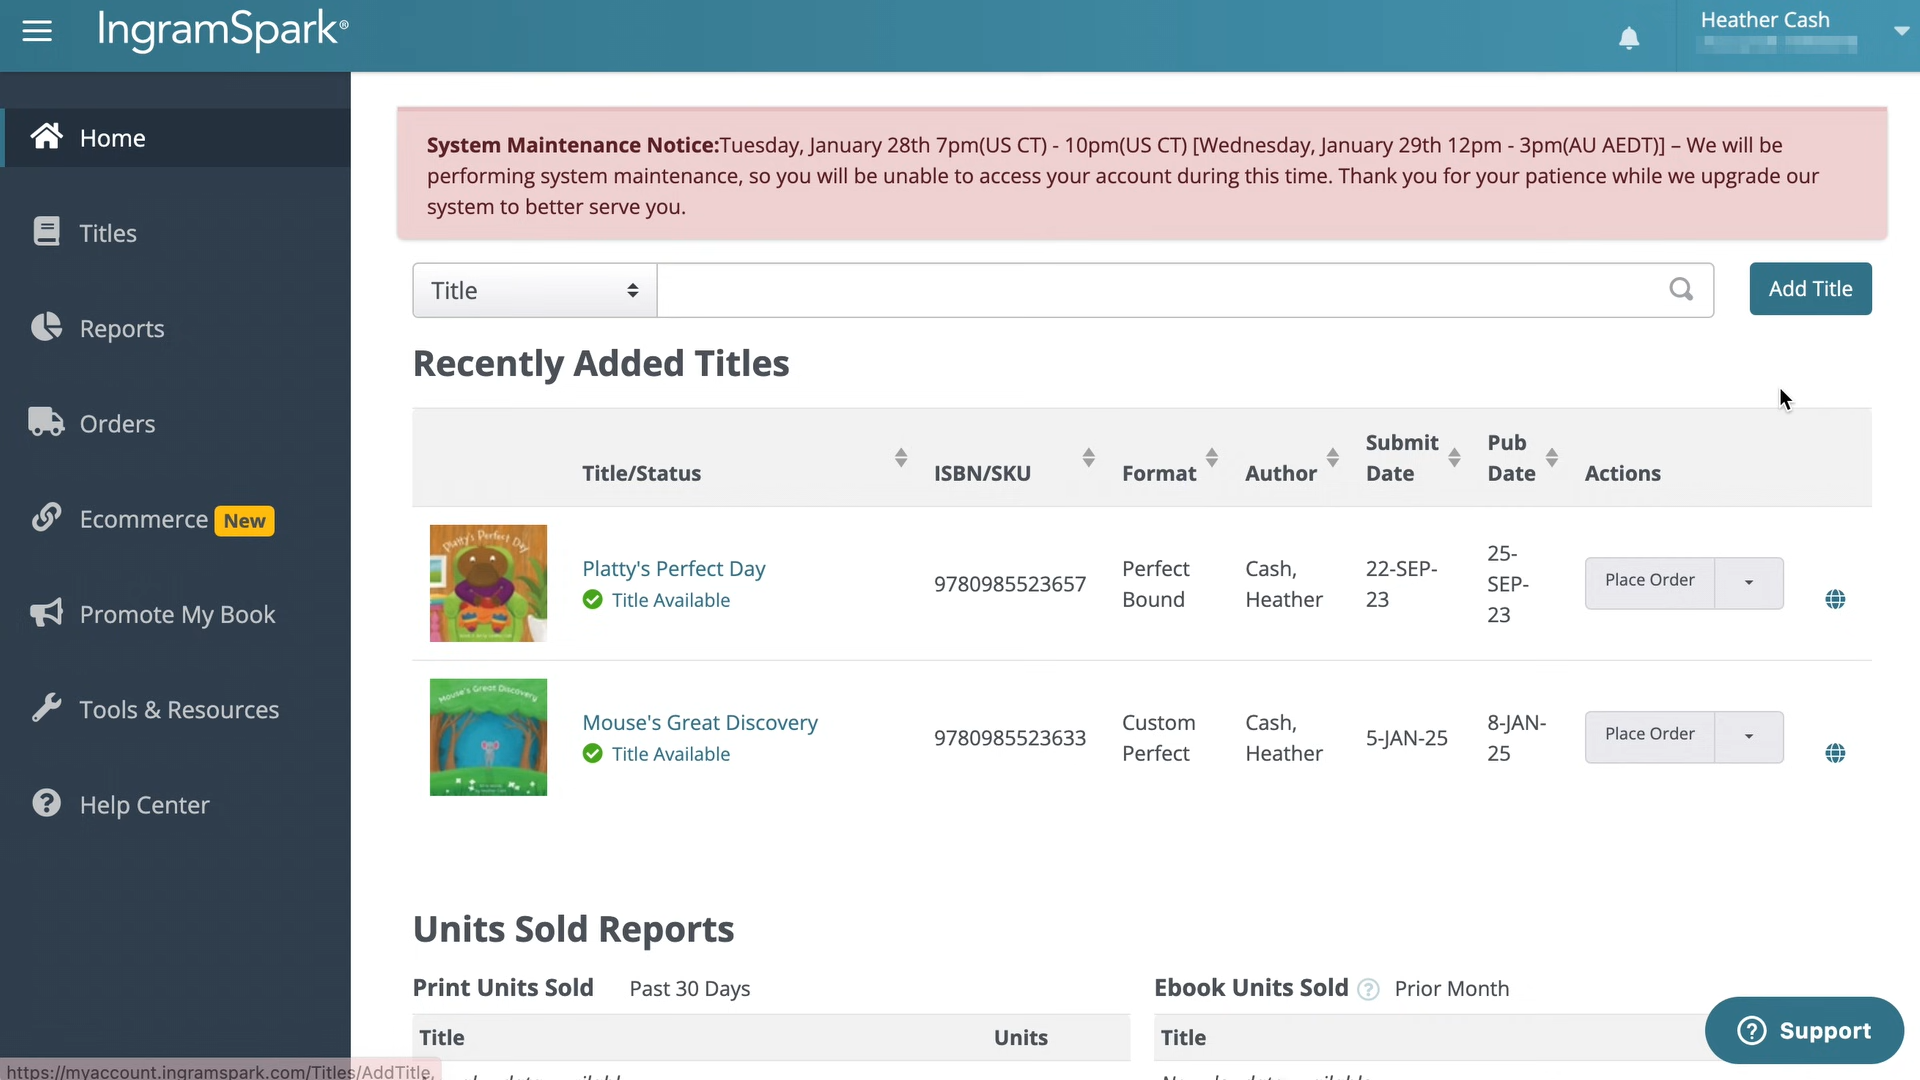 IngramSpark®
Heather Cash
Home
Titles
Reports
Orders
Ecommerce New
Promote My Book
Tools & Resources
Help Center
System Maintenance Notice:Tuesday, January 28th 7pm(US CT) - 10pm(US CT) [Wednesday, January 29th 12pm - 3pm(AU AEDT)] – We will be
performing system maintenance, so you will be unable to access your account during this time. Thank you for your patience while we upgrade our
system to better serve you.
Title
Add Title
Recently Added Titles
Title/Status ISBN/SKU Format Author Submit Date Pub Date Actions
Platty's Perfect Day
Platty's Perfect Day
Title Available
9780985523657
Perfect
Bound
Cash,
Heather
22-SEP-
23
25-
SEP-
23
Place Order
Mouse's Great Discovery
Mouse's Great Discovery
Title Available
9780985523633
Custom
Perfect
Cash,
Heather
5-JAN-25
8-JAN-
25
Place Order
Units Sold Reports
Print Units Sold Past 30 Days
Title Units
Ebook Units Sold ? Prior Month
Title
Support
https://myaccount.ingramspark.com/Titles/AddTitle